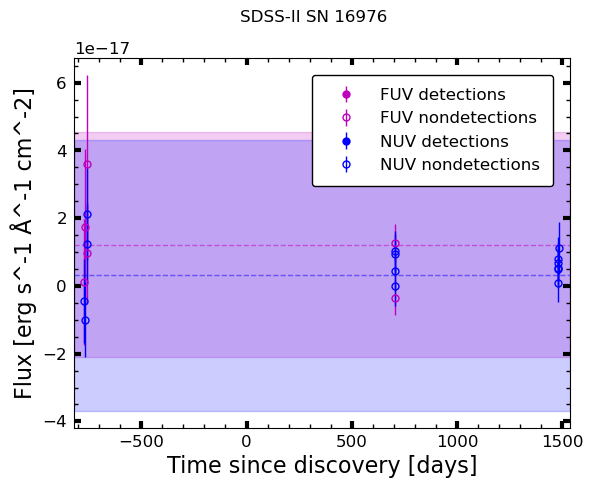 SDSS-II SN 16976
1e−17
FUV detections
FUV nondetections
NUV detections
NUV nondetections
6
4
2
0
−2
−4
Flux [erg s^-1 Å^-1 cm^-2]
−500
0
500
1000
1500
Time since discovery [days]